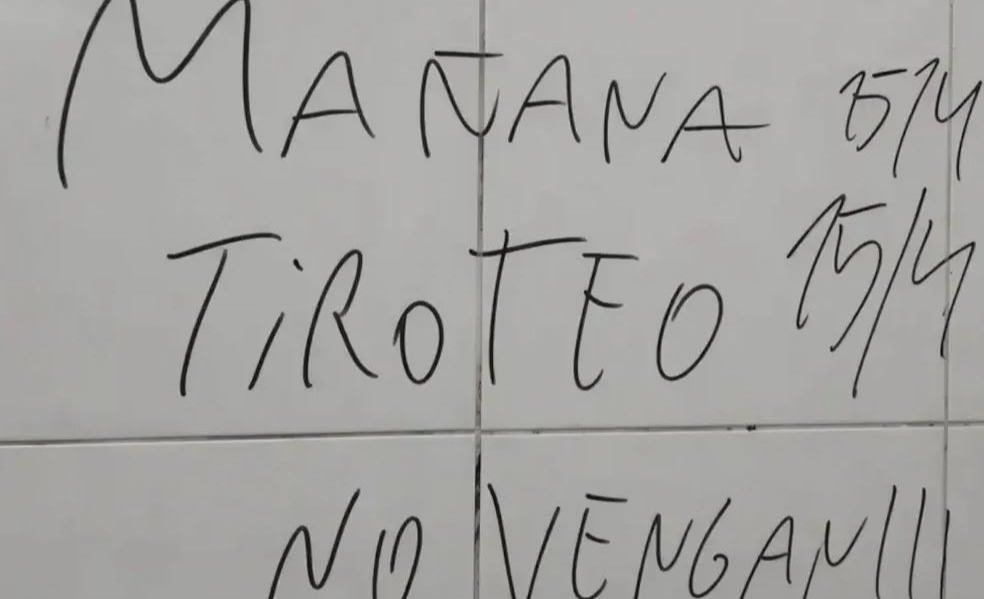 MAÑANA 15/4
TiROTEO 15/4
NO VENGAN!!!